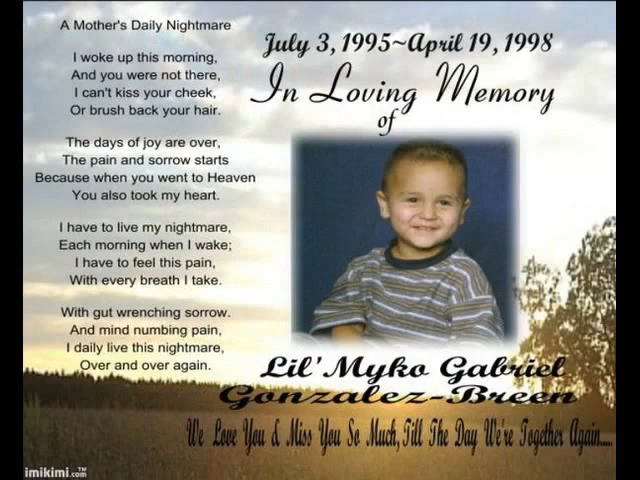 A Mother's Daily Nightmare
I woke up this morning,
And you were not there,
I can't kiss your cheek,
Or brush back your hair.
The days of joy are over,
The pain and sorrow starts
Because when you went to Heaven
You also took my heart.
I have to live my nightmare,
Each morning when I wake;
I have to feel this pain,
With every breath I take.
With gut wrenching sorrow.
And mind numbing pain,
I daily live this nightmare,
Over and over again.
July 3, 1995~April 19, 1998
In Loving Memory
of
Lil' Myko Gabriel
Gonzalez-Breen
We Love You & Miss You So Much, Till The Day We're Together Again.....
imikimi.com™